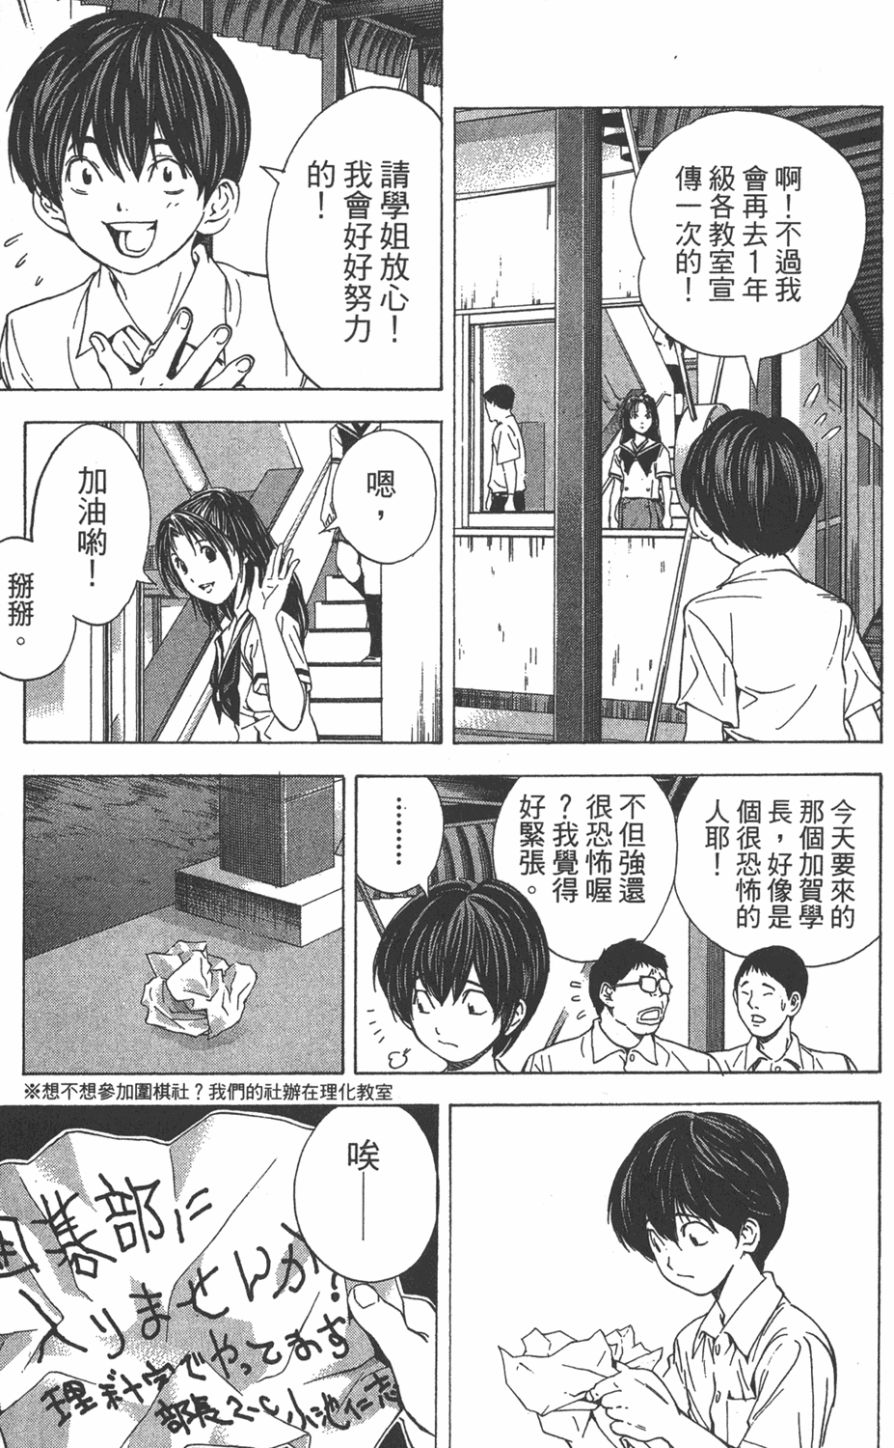 啊！不過我
會再去1年
級各教室宣
傳一次的！
請學姐放心！
我會好好努力
的！
嗯，
加油喲！
掰掰。
今天要來的
那個加賀學
長，好像是
個很恐怖的
人耶！
不但強還
很恐怖喔
？我覺得
好緊張。
………
※想不想參加圍棋社？我們的社辦在理化教室
唉——
囲碁部に
入りませんか？
理科室でやってます
部長2-C 小池仁志